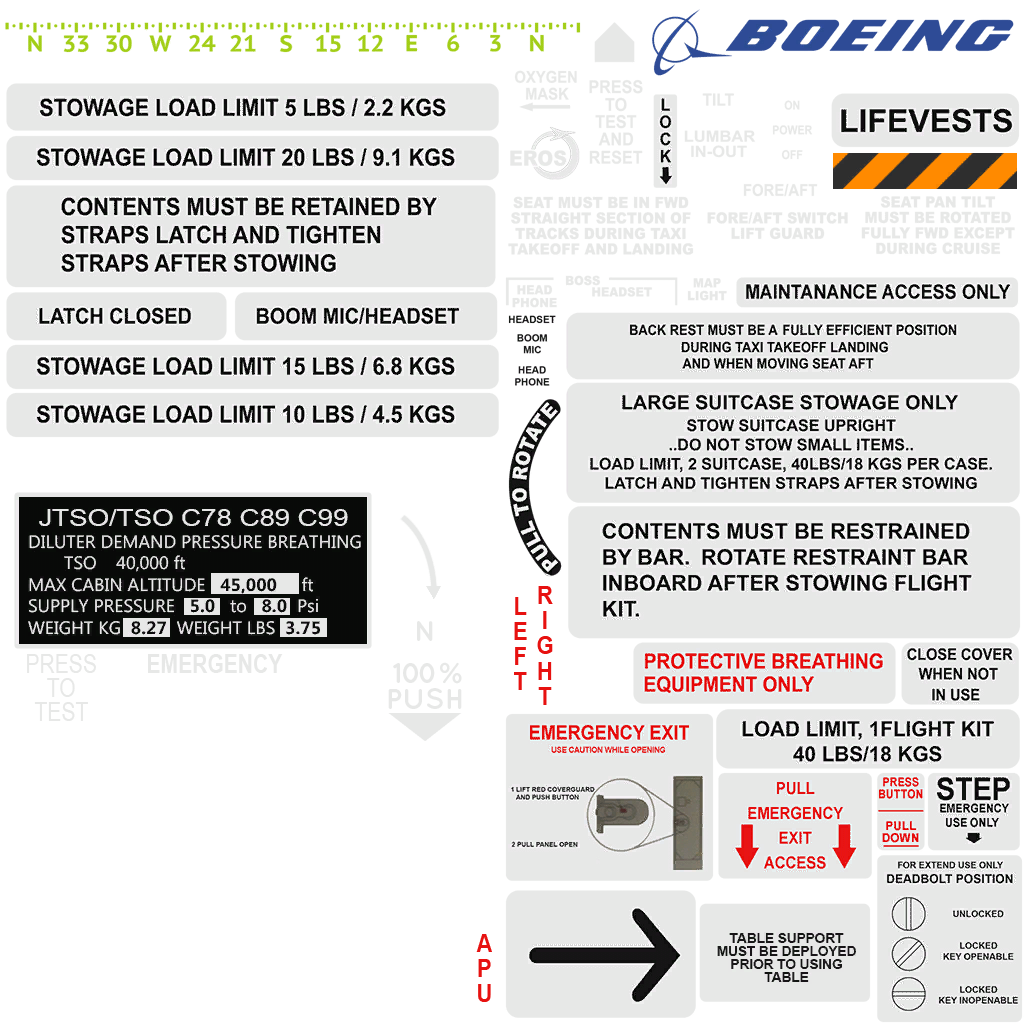 N 33 30 W 24 21 S 15 12 E 6 3 N
BOEING
STOWAGE LOAD LIMIT 5 LBS / 2.2 KGS
STOWAGE LOAD LIMIT 20 LBS / 9.1 KGS
CONTENTS MUST BE RETAINED BY
STRAPS LATCH AND TIGHTEN
STRAPS AFTER STOWING
LATCH CLOSED
BOOM MIC/HEADSET
STOWAGE LOAD LIMIT 15 LBS / 6.8 KGS
STOWAGE LOAD LIMIT 10 LBS / 4.5 KGS
OXYGEN
MASK
EROS
PRESS
TO
TEST
AND
RESET
LOCK
TILT
LUMBAR
IN-OUT
ON
POWER
OFF
LIFEVESTS
SEAT MUST BE IN FWD
STRAIGHT SECTION OF
TRACKS DURING TAXI
TAKEOFF AND LANDING
FORE/AFT
FORE/AFT SWITCH
LIFT GUARD
SEAT PAN TILT
MUST BE ROTATED
FULLY FWD EXCEPT
DURING CRUISE
BOSS
HEAD
PHONE
HEADSET
MAP
LIGHT
MAINTANANCE ACCESS ONLY
HEADSET
BOOM
MIC
HEAD
PHONE
BACK REST MUST BE A FULLY EFFICIENT POSITION
DURING TAXI TAKEOFF LANDING
AND WHEN MOVING SEAT AFT
PULL TO ROTATE
LARGE SUITCASE STOWAGE ONLY
STOW SUITCASE UPRIGHT
..DO NOT STOW SMALL ITEMS..
LOAD LIMIT, 2 SUITCASE, 40LBS/18 KGS PER CASE.
LATCH AND TIGHTEN STRAPS AFTER STOWING
CONTENTS MUST BE RESTRAINED
BY BAR. ROTATE RESTRAINT BAR
INBOARD AFTER STOWING FLIGHT
KIT.
JTSO/TSO C78 C89 C99
DILUTER DEMAND PRESSURE BREATHING
TSO 40,000 ft
MAX CABIN ALTITUDE 45,000 ft
SUPPLY PRESSURE 5.0 to 8.0 Psi
WEIGHT KG 8.27 WEIGHT LBS 3.75
PRESS
TO
TEST
EMERGENCY
N
100 %
PUSH
LEFT
RIGHT
PROTECTIVE BREATHING
EQUIPMENT ONLY
CLOSE COVER
WHEN NOT
IN USE
EMERGENCY EXIT
USE CAUTION WHILE OPENING
1 LIFT RED COVERGUARD
AND PUSH BUTTON
2 PULL PANEL OPEN
LOAD LIMIT, 1FLIGHT KIT
40 LBS/18 KGS
PULL
EMERGENCY
EXIT
ACCESS
PRESS
BUTTON
PULL
DOWN
STEP
EMERGENCY
USE ONLY
APU
TABLE SUPPORT
MUST BE DEPLOYED
PRIOR TO USING
TABLE
FOR EXTEND USE ONLY
DEADBOLT POSITION
UNLOCKED
LOCKED
KEY OPENABLE
LOCKED
KEY INOPENABLE